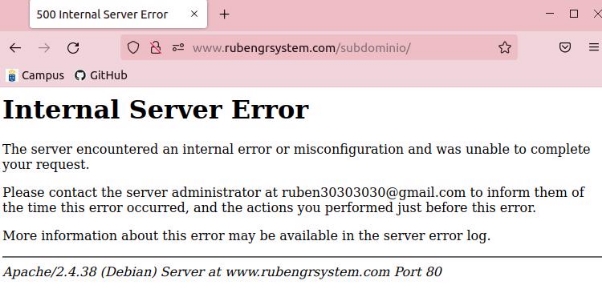 500 Internal Server Error
www.rubengrsystem.com/subdominio/
Campus GitHub
Internal Server Error
The server encountered an internal error or misconfiguration and was unable to complete
your request.
Please contact the server administrator at ruben30303030@gmail.com to inform them of
the time this error occurred, and the actions you performed just before this error.
More information about this error may be available in the server error log.
Apache/2.4.38 (Debian) Server at www.rubengrsystem.com Port 80